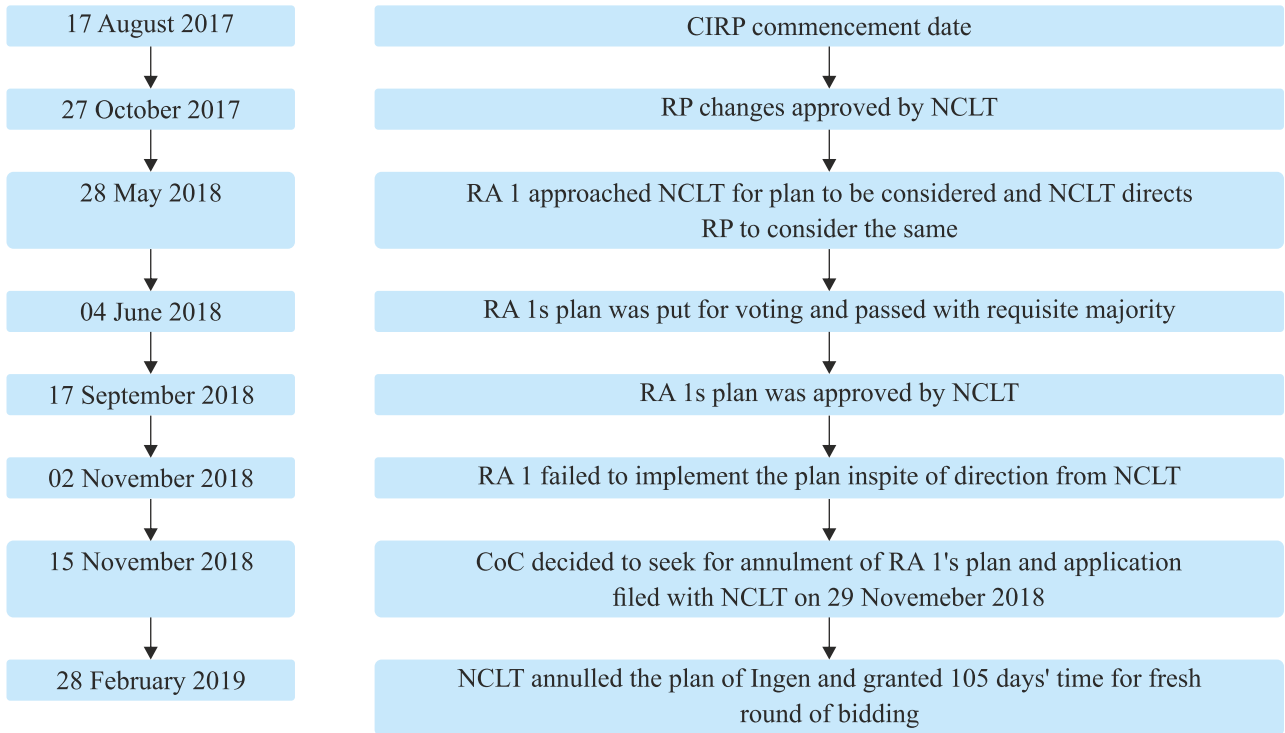 17 August 2017
CIRP commencement date
27 October 2017
RP changes approved by NCLT
28 May 2018
RA 1 approached NCLT for plan to be considered and NCLT directs
RP to consider the same
04 June 2018
RA 1s plan was put for voting and passed with requisite majority
17 September 2018
RA 1s plan was approved by NCLT
02 November 2018
RA 1 failed to implement the plan inspite of direction from NCLT
15 November 2018
CoC decided to seek for annulment of RA 1's plan and application
filed with NCLT on 29 Novemeber 2018
28 February 2019
NCLT annulled the plan of Ingen and granted 105 days' time for fresh
round of bidding